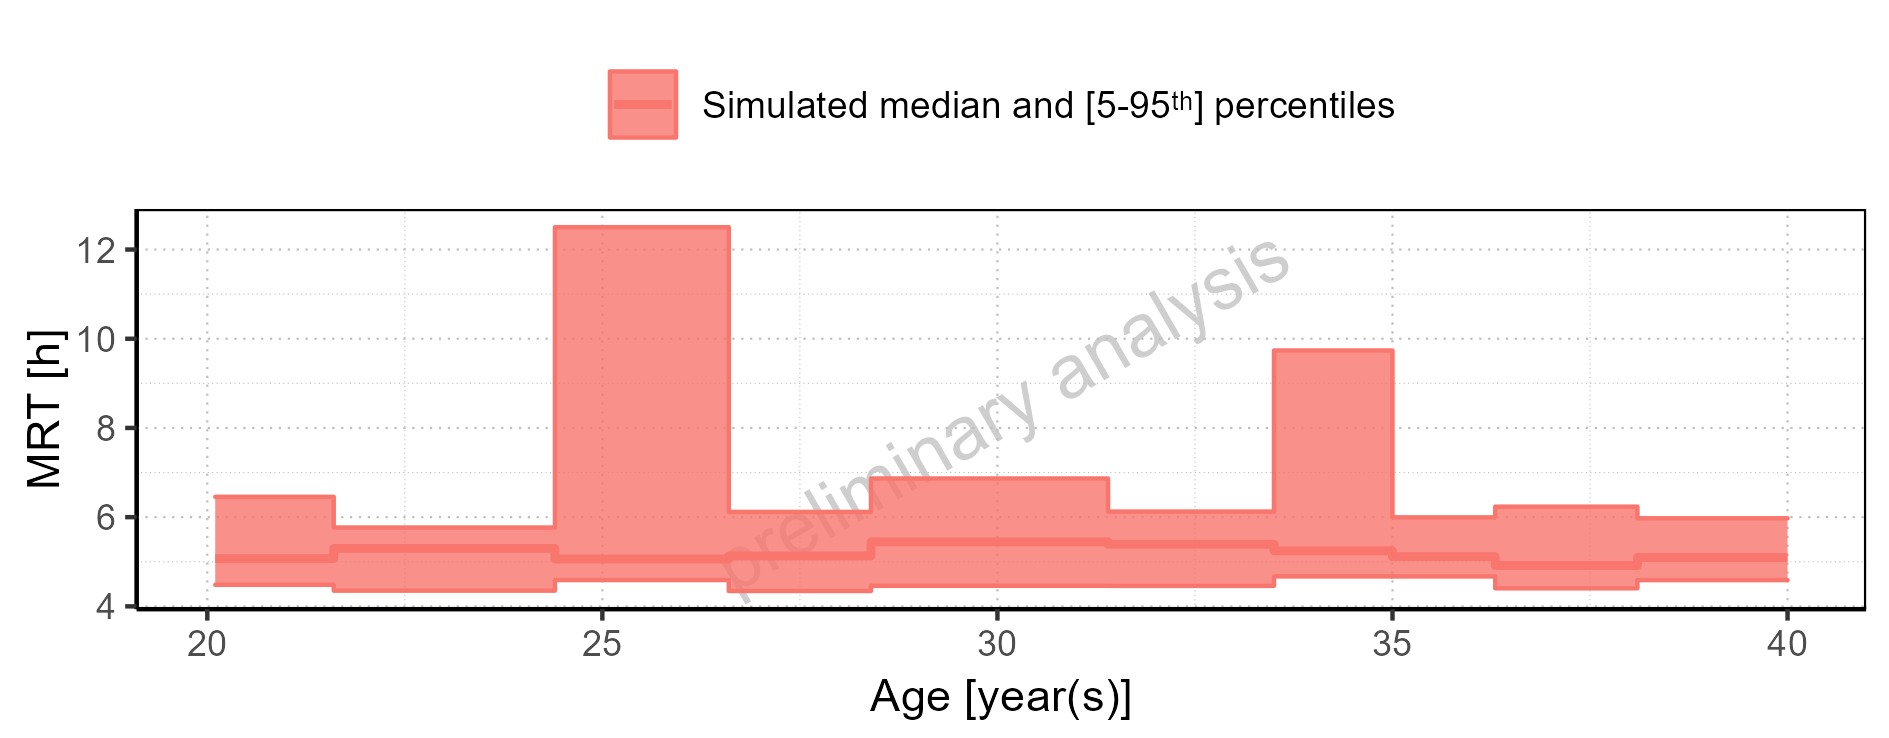 Simulated median and [5-95th] percentiles
12
10
8
6
4
MRT [h]
preliminary analysis
20 25 30 35 40
Age [year(s)]